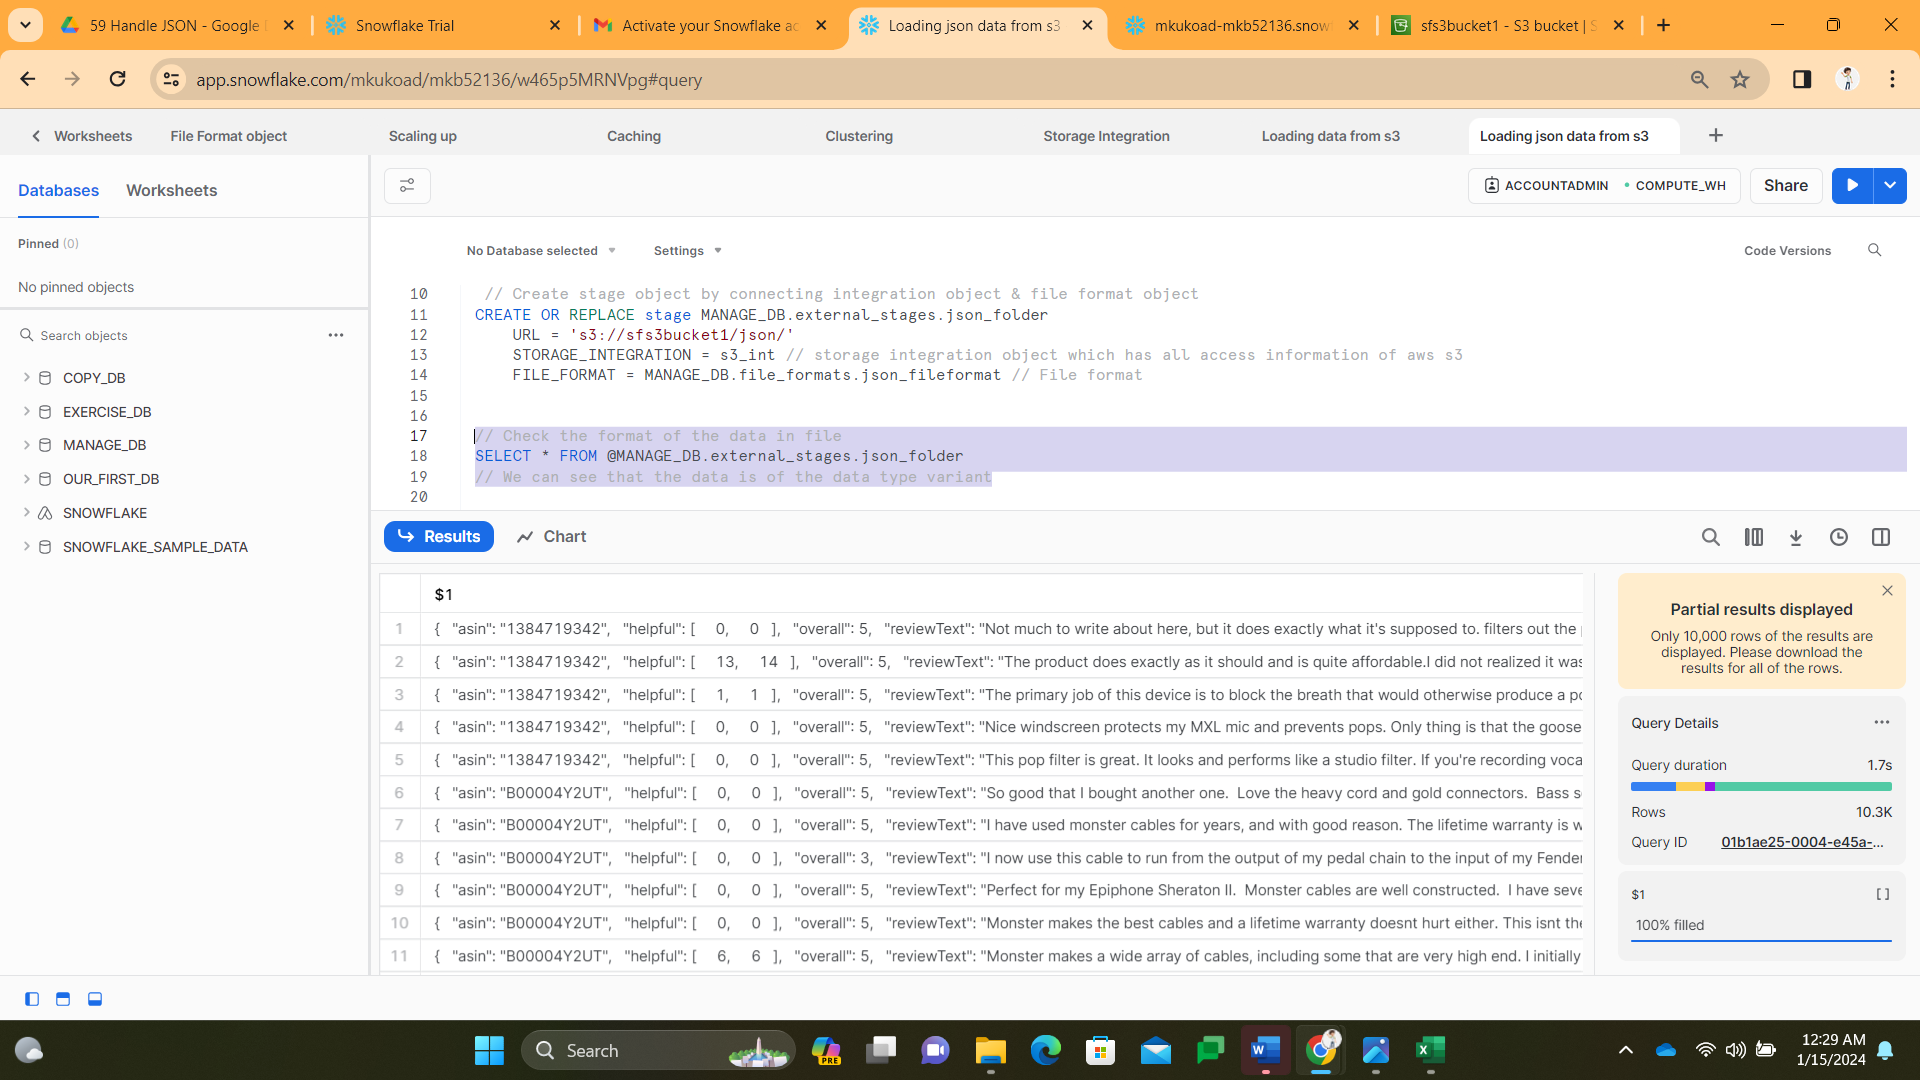 59 Handle JSON - Google
Snowflake Trial
Activate your Snowflake ac
Loading json data from s3
mkukoad-mkb52136.snow
sfs3bucket1 - S3 bucket | S
app.snowflake.com/mkukoad/mkb52136/w465p5MRNVpg#query
Worksheets
File Format object
Scaling up
Caching
Clustering
Storage Integration
Loading data from s3
Loading json data from s3
Databases
Worksheets
ACCOUNTADMIN
COMPUTE_WH
Share
Pinned (0)
No pinned objects
Search objects
COPY_DB
EXERCISE_DB
MANAGE_DB
OUR_FIRST_DB
SNOWFLAKE
SNOWFLAKE_SAMPLE_DATA
No Database selected
Settings
Code Versions
10 // Create stage object by connecting integration object & file format object
11 CREATE OR REPLACE stage MANAGE_DB.external_stages.json_folder
12 URL = 's3://sfs3bucket1/json/'
13 STORAGE_INTEGRATION = s3_int // storage integration object which has all access information of aws s3
14 FILE_FORMAT = MANAGE_DB.file_formats.json_fileformat // File format
15
16
17 // Check the format of the data in file
18 SELECT * FROM @MANAGE_DB.external_stages.json_folder
19 // We can see that the data is of the data type variant
20
Results
Chart
$1
1 { "asin": "1384719342", "helpful": [ 0, 0 ], "overall": 5, "reviewText": "Not much to write about here, but it does exactly what it's supposed to. filters out the
2 { "asin": "1384719342", "helpful": [ 13, 14 ], "overall": 5, "reviewText": "The product does exactly as it should and is quite affordable.I did not realized it was
3 { "asin": "1384719342", "helpful": [ 1, 1 ], "overall": 5, "reviewText": "The primary job of this device is to block the breath that would otherwise produce a po
4 { "asin": "1384719342", "helpful": [ 0, 0 ], "overall": 5, "reviewText": "Nice windscreen protects my MXL mic and prevents pops. Only thing is that the goose
5 { "asin": "1384719342", "helpful": [ 0, 0 ], "overall": 5, "reviewText": "This pop filter is great. It looks and performs like a studio filter. If you're recording voca
6 { "asin": "B00004Y2UT", "helpful": [ 0, 0 ], "overall": 5, "reviewText": "So good that I bought another one. Love the heavy cord and gold connectors. Bass s
7 { "asin": "B00004Y2UT", "helpful": [ 0, 0 ], "overall": 5, "reviewText": "I have used monster cables for years, and with good reason. The lifetime warranty is w
8 { "asin": "B00004Y2UT", "helpful": [ 0, 0 ], "overall": 3, "reviewText": "I now use this cable to run from the output of my pedal chain to the input of my Fender
9 { "asin": "B00004Y2UT", "helpful": [ 0, 0 ], "overall": 5, "reviewText": "Perfect for my Epiphone Sheraton II. Monster cables are well constructed. I have seve
10 { "asin": "B00004Y2UT", "helpful": [ 0, 0 ], "overall": 5, "reviewText": "Monster makes the best cables and a lifetime warranty doesnt hurt either. This isnt the
11 { "asin": "B00004Y2UT", "helpful": [ 6, 6 ], "overall": 5, "reviewText": "Monster makes a wide array of cables, including some that are very high end. I initially
Partial results displayed
Only 10,000 rows of the results are
displayed. Please download the
results for all of the rows.
Query Details
Query duration 1.7s
Rows 10.3K
Query ID 01b1ae25-0004-e45a-...
$1
100% filled
Search
PRE
12:29 AM
1/15/2024